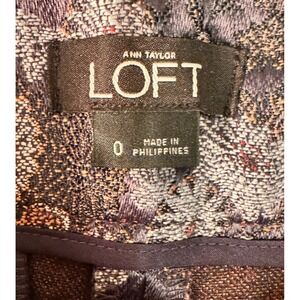 ANN TAYLOR
LOFT
0
MADE IN
PHILIPPINES